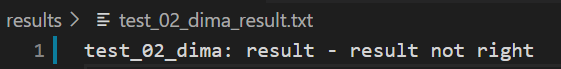 results > test_02_dima_result.txt
1 test_02_dima: result - result not right